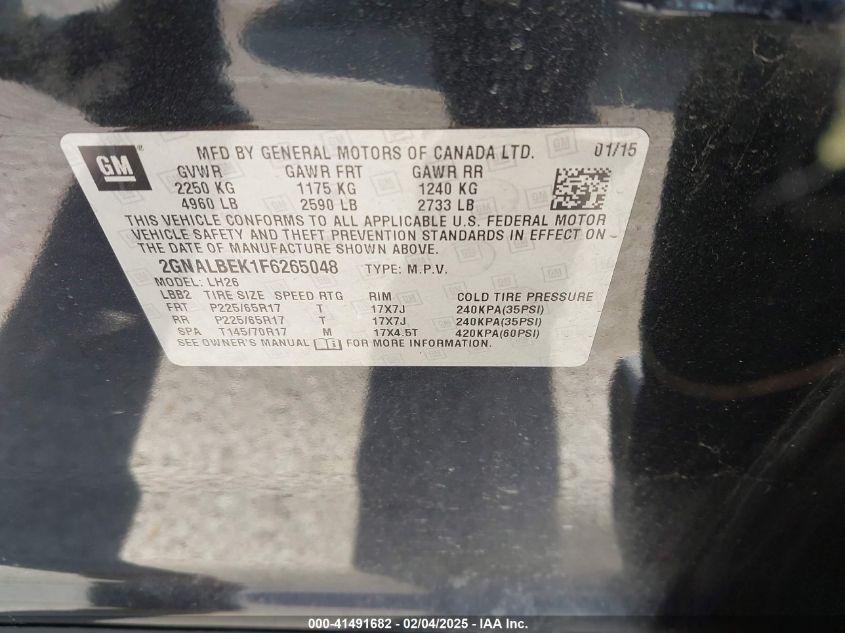 GM MFD BY GENERAL MOTORS OF CANADA LTD. 01/15
GVWR GAWR FRT GAWR RR
2250 KG 1175 KG 1240 KG
4960 LB 2590 LB 2733 LB
THIS VEHICLE CONFORMS TO ALL APPLICABLE U.S. FEDERAL MOTOR
VEHICLE SAFETY AND THEFT PREVENTION STANDARDS IN EFFECT ON
THE DATE OF MANUFACTURE SHOWN ABOVE.
2GNALBEK1F6265048 TYPE: M.P.V.
MODEL: LH26
LBB2 TIRE SIZE SPEED RTG RIM COLD TIRE PRESSURE
FRT P225/65R17 T 17X7J 240KPA(35PSI)
RR P225/65R17 T 17X7J 240KPA(35PSI)
SPA T145/70R17 M 17X4.5T 420KPA(60PSI)
SEE OWNER'S MANUAL FOR MORE INFORMATION.
000-41491682 - 02/04/2025 - IAA Inc.